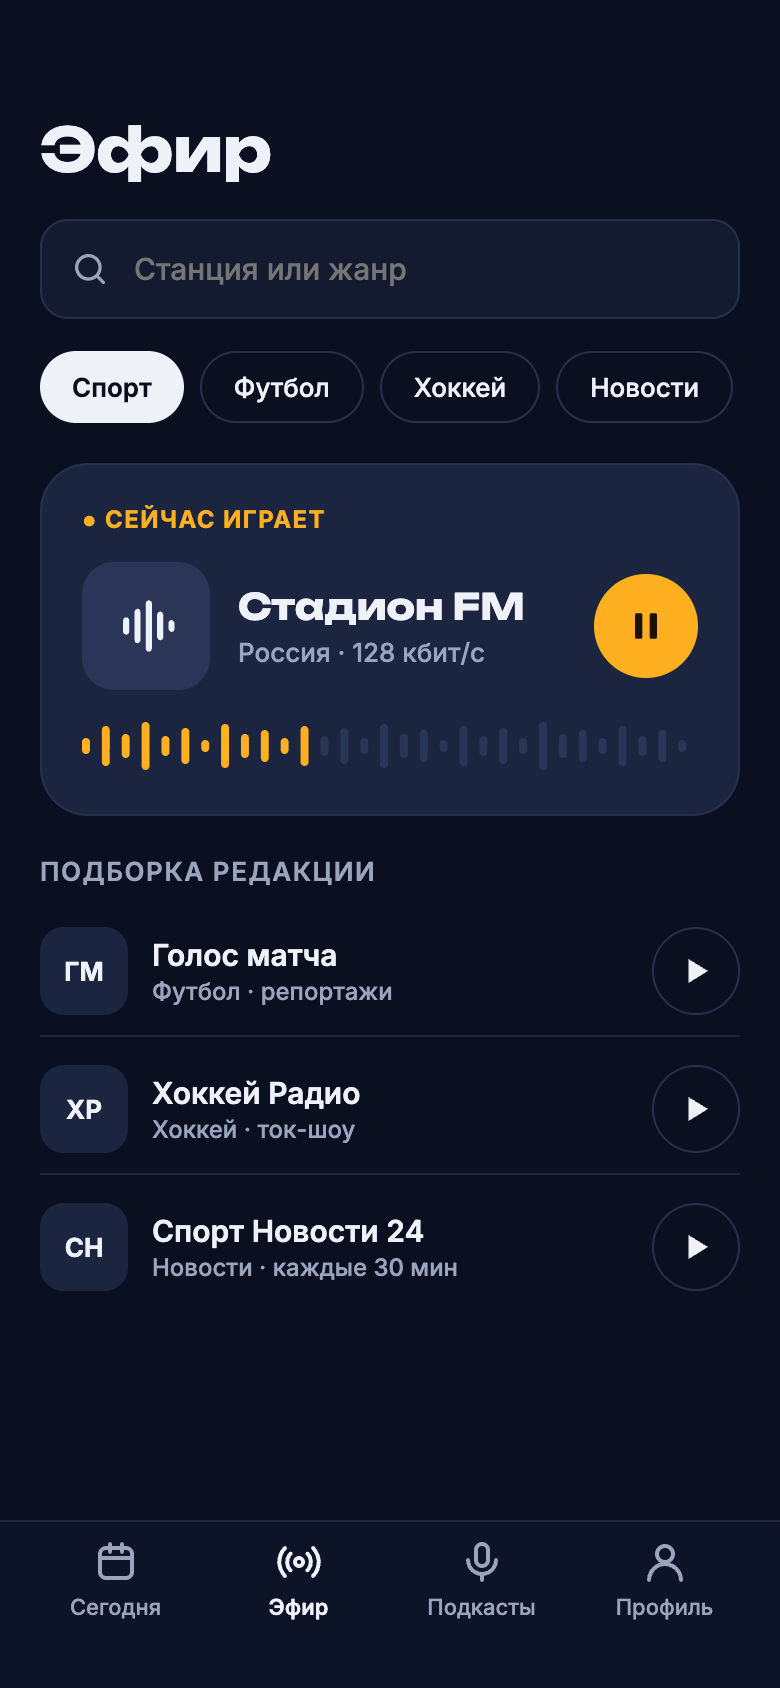 Эфир
Станция или жанр
Спорт
Футбол
Хоккей
Новости
• СЕЙЧАС ИГРАЕТ
Стадион FM
Россия · 128 кбит/с
ПОДБОРКА РЕДАКЦИИ
ГМ
Голос матча
Футбол · репортажи
ХР
Хоккей Радио
Хоккей · ток-шоу
СН
Спорт Новости 24
Новости · каждые 30 мин
Сегодня
Эфир
Подкасты
Профиль